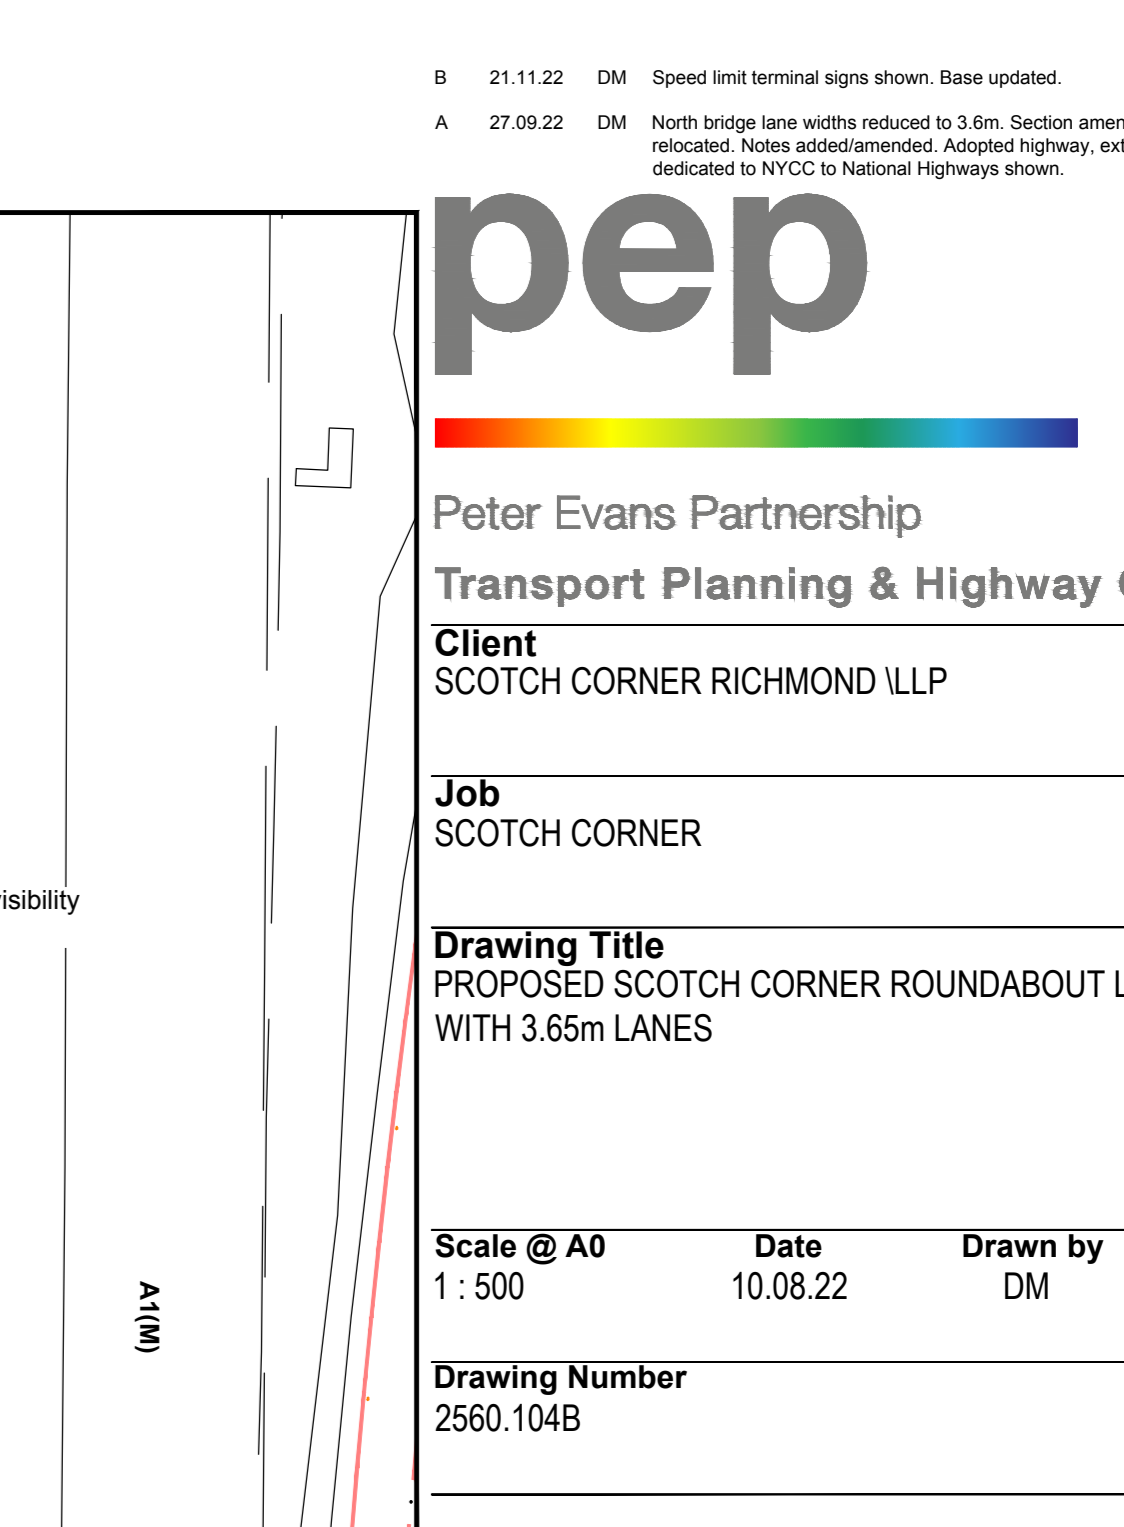 B 21.11.22 DM Speed limit terminal signs shown. Base updated.
A 27.09.22 DM North bridge lane widths reduced to 3.6m. Section
relocated. Notes added/amended. Adopted highway,
dedicated to NYCC to National Highways shown.
pep
Peter Evans Partnership
Transport Planning & Highway
Client
SCOTCH CORNER RICHMOND \LLP
Job
SCOTCH CORNER
Drawing Title
PROPOSED SCOTCH CORNER ROUNDABOUT
WITH 3.65m LANES
Scale @ A0 Date Drawn by
1 : 500 10.08.22 DM
Drawing Number
2560.104B
A1(M)